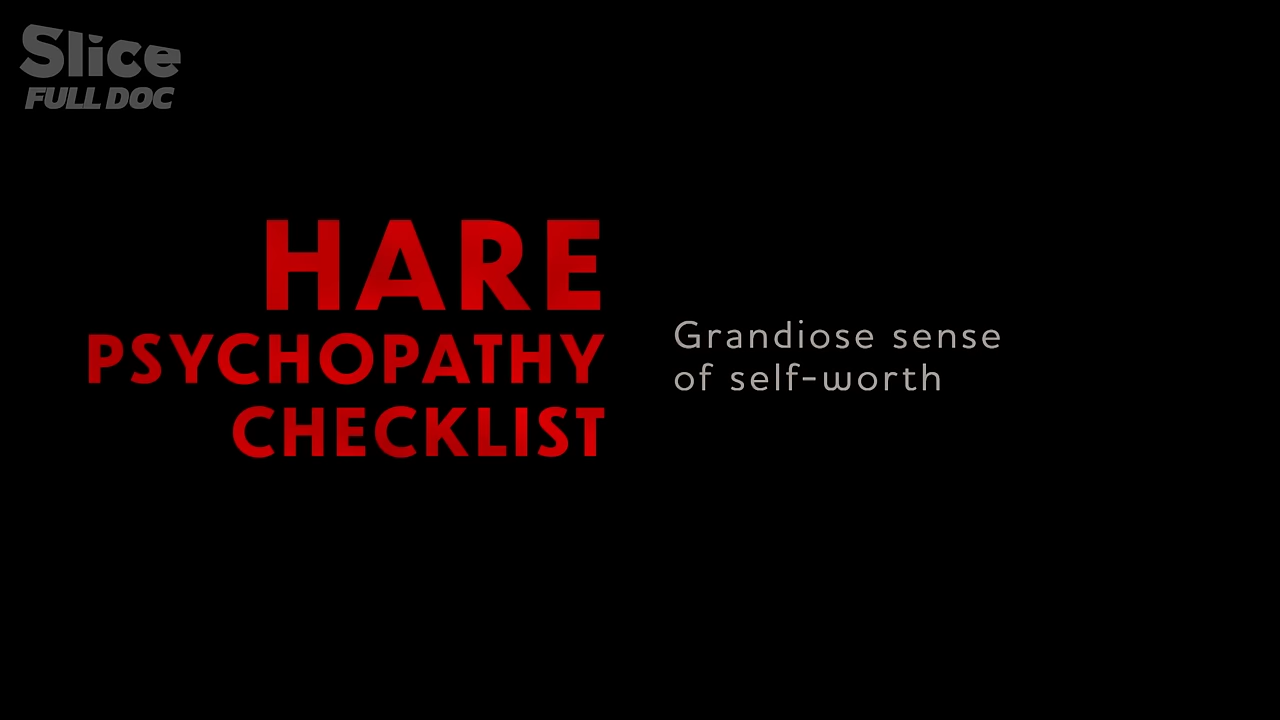 Slice
FULL DOC
HARE
PSYCHOPATHY
CHECKLIST
Grandiose sense
of self-worth